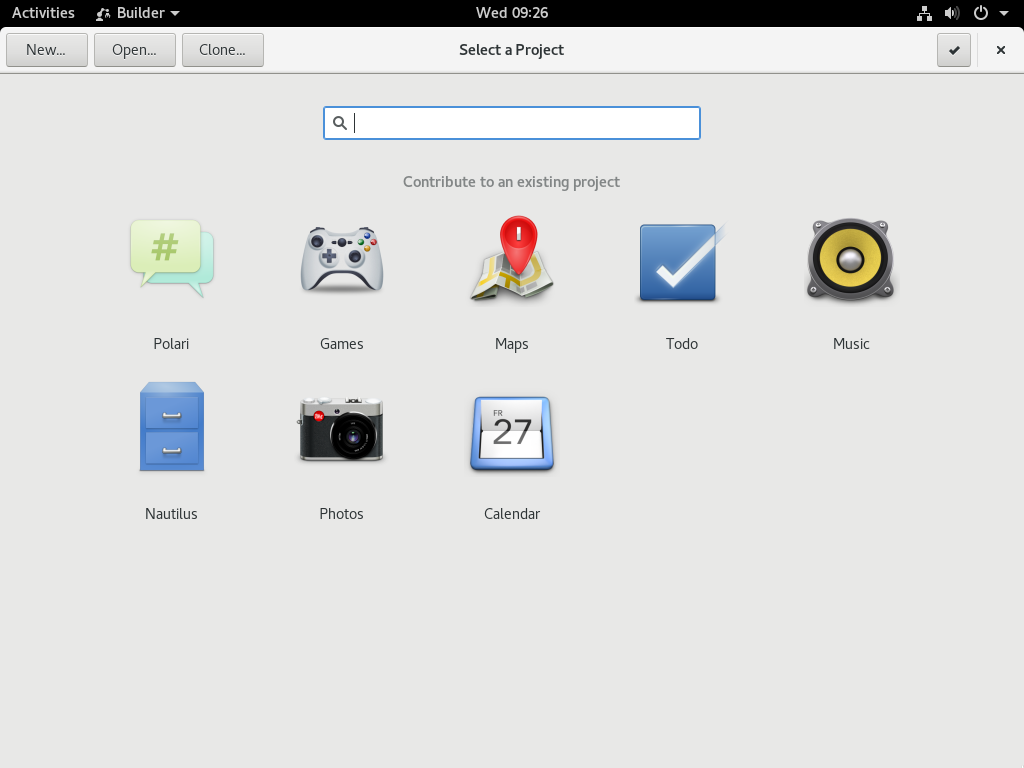 Activities Builder Wed 09:26
New... Open... Clone... Select a Project
Contribute to an existing project
#
Polari Games Maps Todo Music
FR
27
Nautilus Photos Calendar